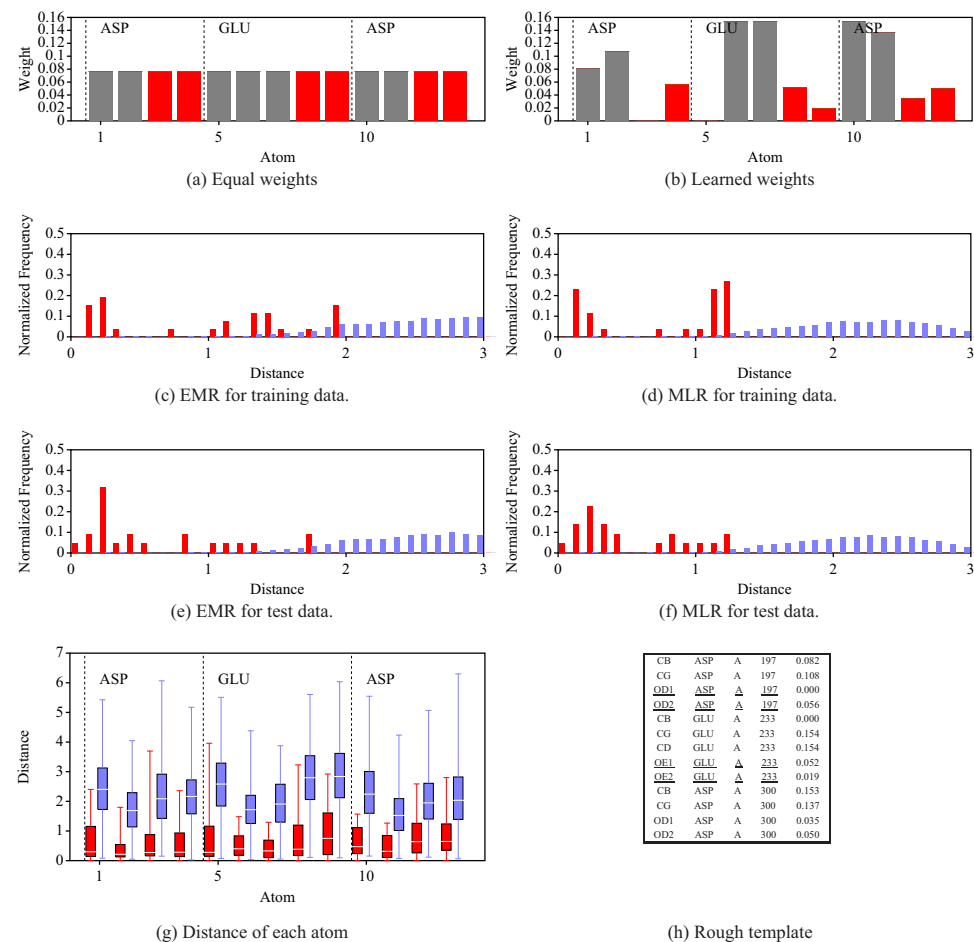 0.16
0.14
0.12
0.1
0.08
0.06
0.04
0.02
0
Weight
ASP GLU ASP
1 5 10
Atom
(a) Equal weights
0.16
0.14
0.12
0.1
0.08
0.06
0.04
0.02
0
Weight
ASP GLU ASP
1 5 10
Atom
(b) Learned weights
0.5
0.4
0.3
0.2
0.1
0
Normalized Frequency
0 1 2 3
Distance
(c) EMR for training data.
0.5
0.4
0.3
0.2
0.1
0
Normalized Frequency
0 1 2 3
Distance
(d) MLR for training data.
0.5
0.4
0.3
0.2
0.1
0
Normalized Frequency
0 1 2 3
Distance
(e) EMR for test data.
0.5
0.4
0.3
0.2
0.1
0
Normalized Frequency
0 1 2 3
Distance
(f) MLR for test data.
7
6
5
4
3
2
1
0
Distance
ASP GLU ASP
1 5 10
Atom
(g) Distance of each atom
CB ASP A 197 0.082
CG ASP A 197 0.108
OD1 ASP A 197 0.000
OD2 ASP A 197 0.056
CB GLU A 233 0.000
CG GLU A 233 0.154
CD GLU A 233 0.154
OE1 GLU A 233 0.052
OE2 GLU A 233 0.019
CB ASP A 300 0.153
CG ASP A 300 0.137
OD1 ASP A 300 0.035
OD2 ASP A 300 0.050
(h) Rough template